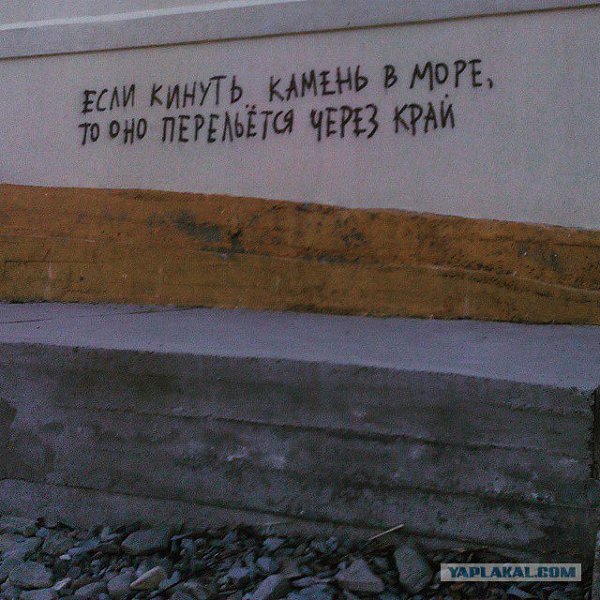 ЕСЛИ КИНУТЬ КАМЕНЬ В МОРЕ,
ТО ОНО ПЕРЕЛЬЁТСЯ ЧЕРЕЗ КРАЙ
YAPLAKAL.COM